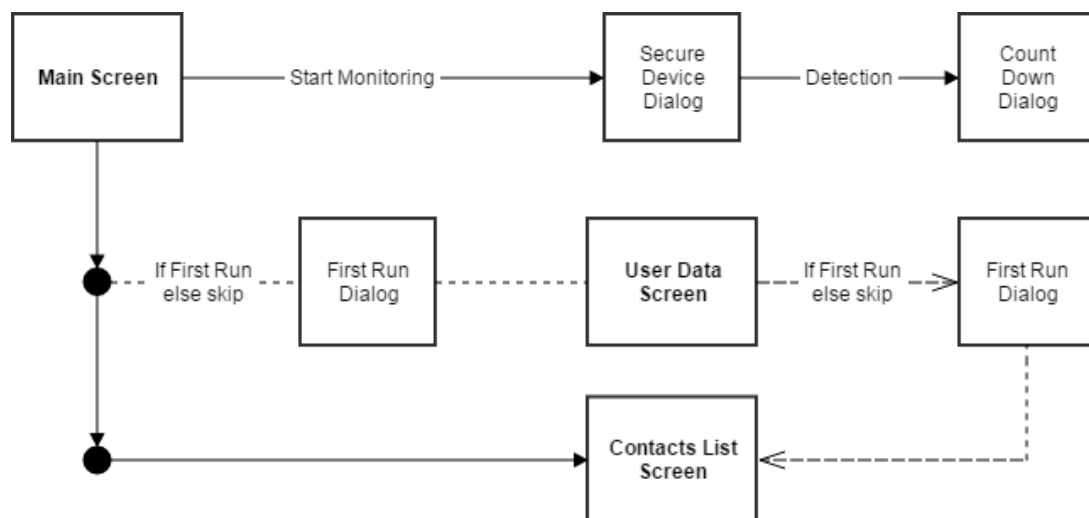 Main Screen
Start Monitoring
Secure
Device
Dialog
Detection
Count
Down
Dialog
If First Run
else skip
First Run
Dialog
User Data
Screen
If First Run
else skip
First Run
Dialog
Contacts List
Screen